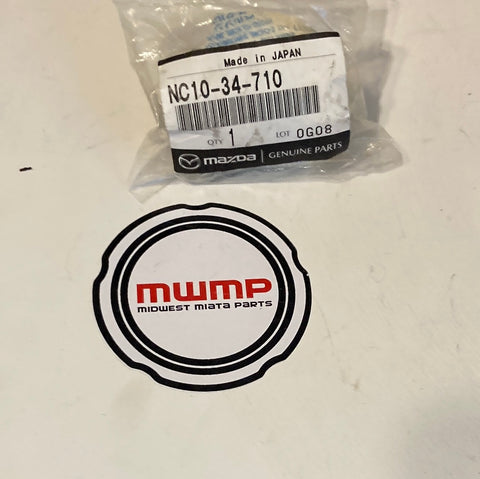 Made in JAPAN
NC10-34-710
QTY 1 LOT 0G08
mazda GENUINE PARTS
MWMP
MIDWEST MIATA PARTS